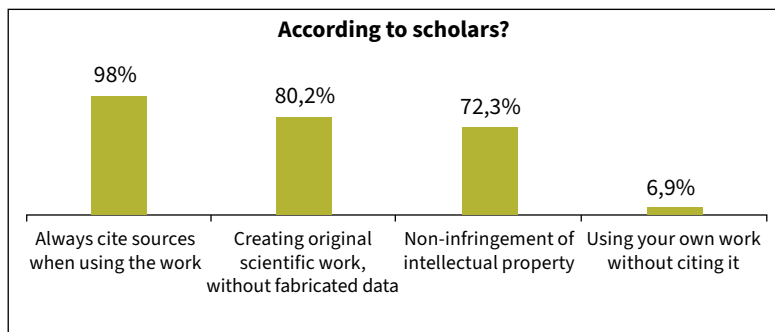 According to scholars?
98%
80,2%
72,3%
6,9%
Always cite sources
when using the work
Creating original
scientific work,
without fabricated data
Non-infringement of
intellectual property
Using your own work
without citing it